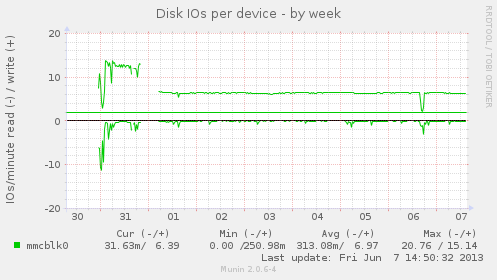 Disk IOs per device - by week
RRDTOOL / TOBI OETIKER
IOs/minute read (-) / write (+)
20
10
0
-10
-20
30 31 01 02 03 04 05 06 07
Cur (-/+) Min (-/+) Avg (-/+) Max (-/+)
mmcblk0 31.63m/ 6.39 0.00 /250.98m 313.08m/ 6.97 20.76 / 15.14
Last update: Fri Jun 7 14:50:32 2013
Munin 2.0.6-4